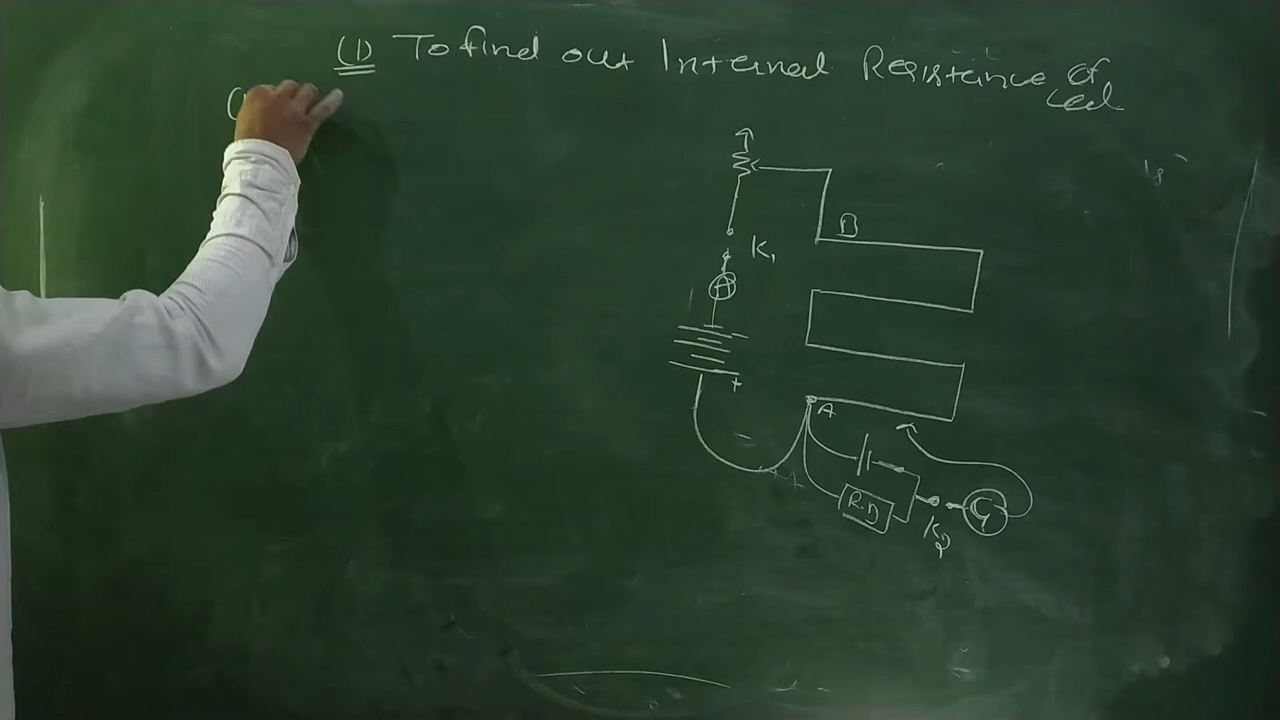 (1) To find out Internal Resistance of
cell
(
B
K₁
A
+
A
R.B
G
K₂